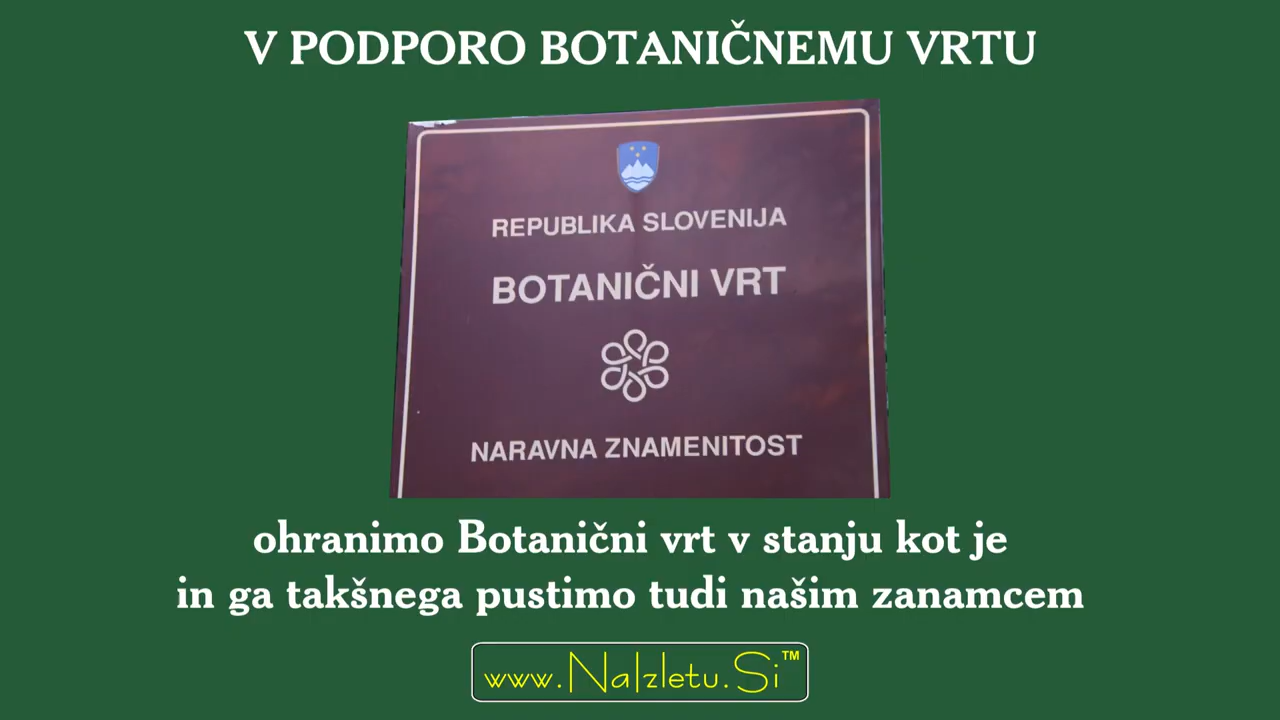 V PODPORO BOTANIČNEMU VRTU
REPUBLIKA SLOVENIJA
BOTANIČNI VRT
NARAVNA ZNAMENITOST
ohranimo Botanični vrt v stanju kot je
in ga takšnega pustimo tudi našim zanamcem
www.NaIzletu.Si™